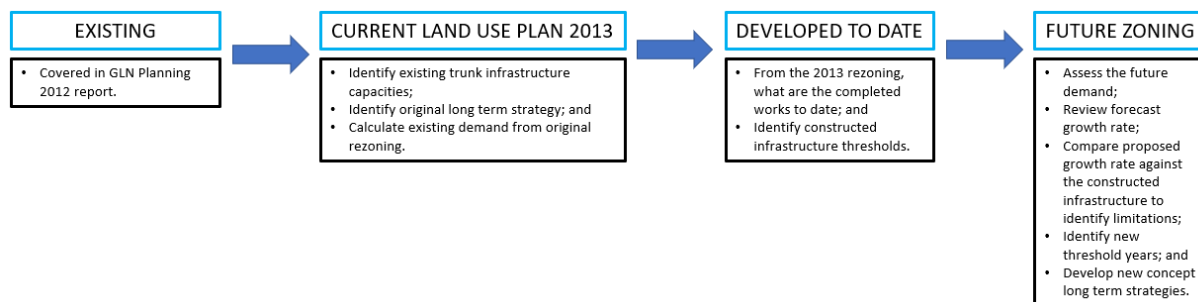 EXISTING
• Covered in GLN Planning
2012 report.
CURRENT LAND USE PLAN 2013
• Identify existing trunk infrastructure
capacities;
• Identify original long term strategy; and
• Calculate existing demand from original
rezoning.
DEVELOPED TO DATE
• From the 2013 rezoning,
what are the completed
works to date; and
• Identify constructed
infrastructure thresholds.
FUTURE ZONING
• Assess the future
demand;
• Review forecast
growth rate;
• Compare proposed
growth rate against
the constructed
infrastructure to
identify limitations;
• Identify new
threshold years; and
• Develop new concept
long term strategies.